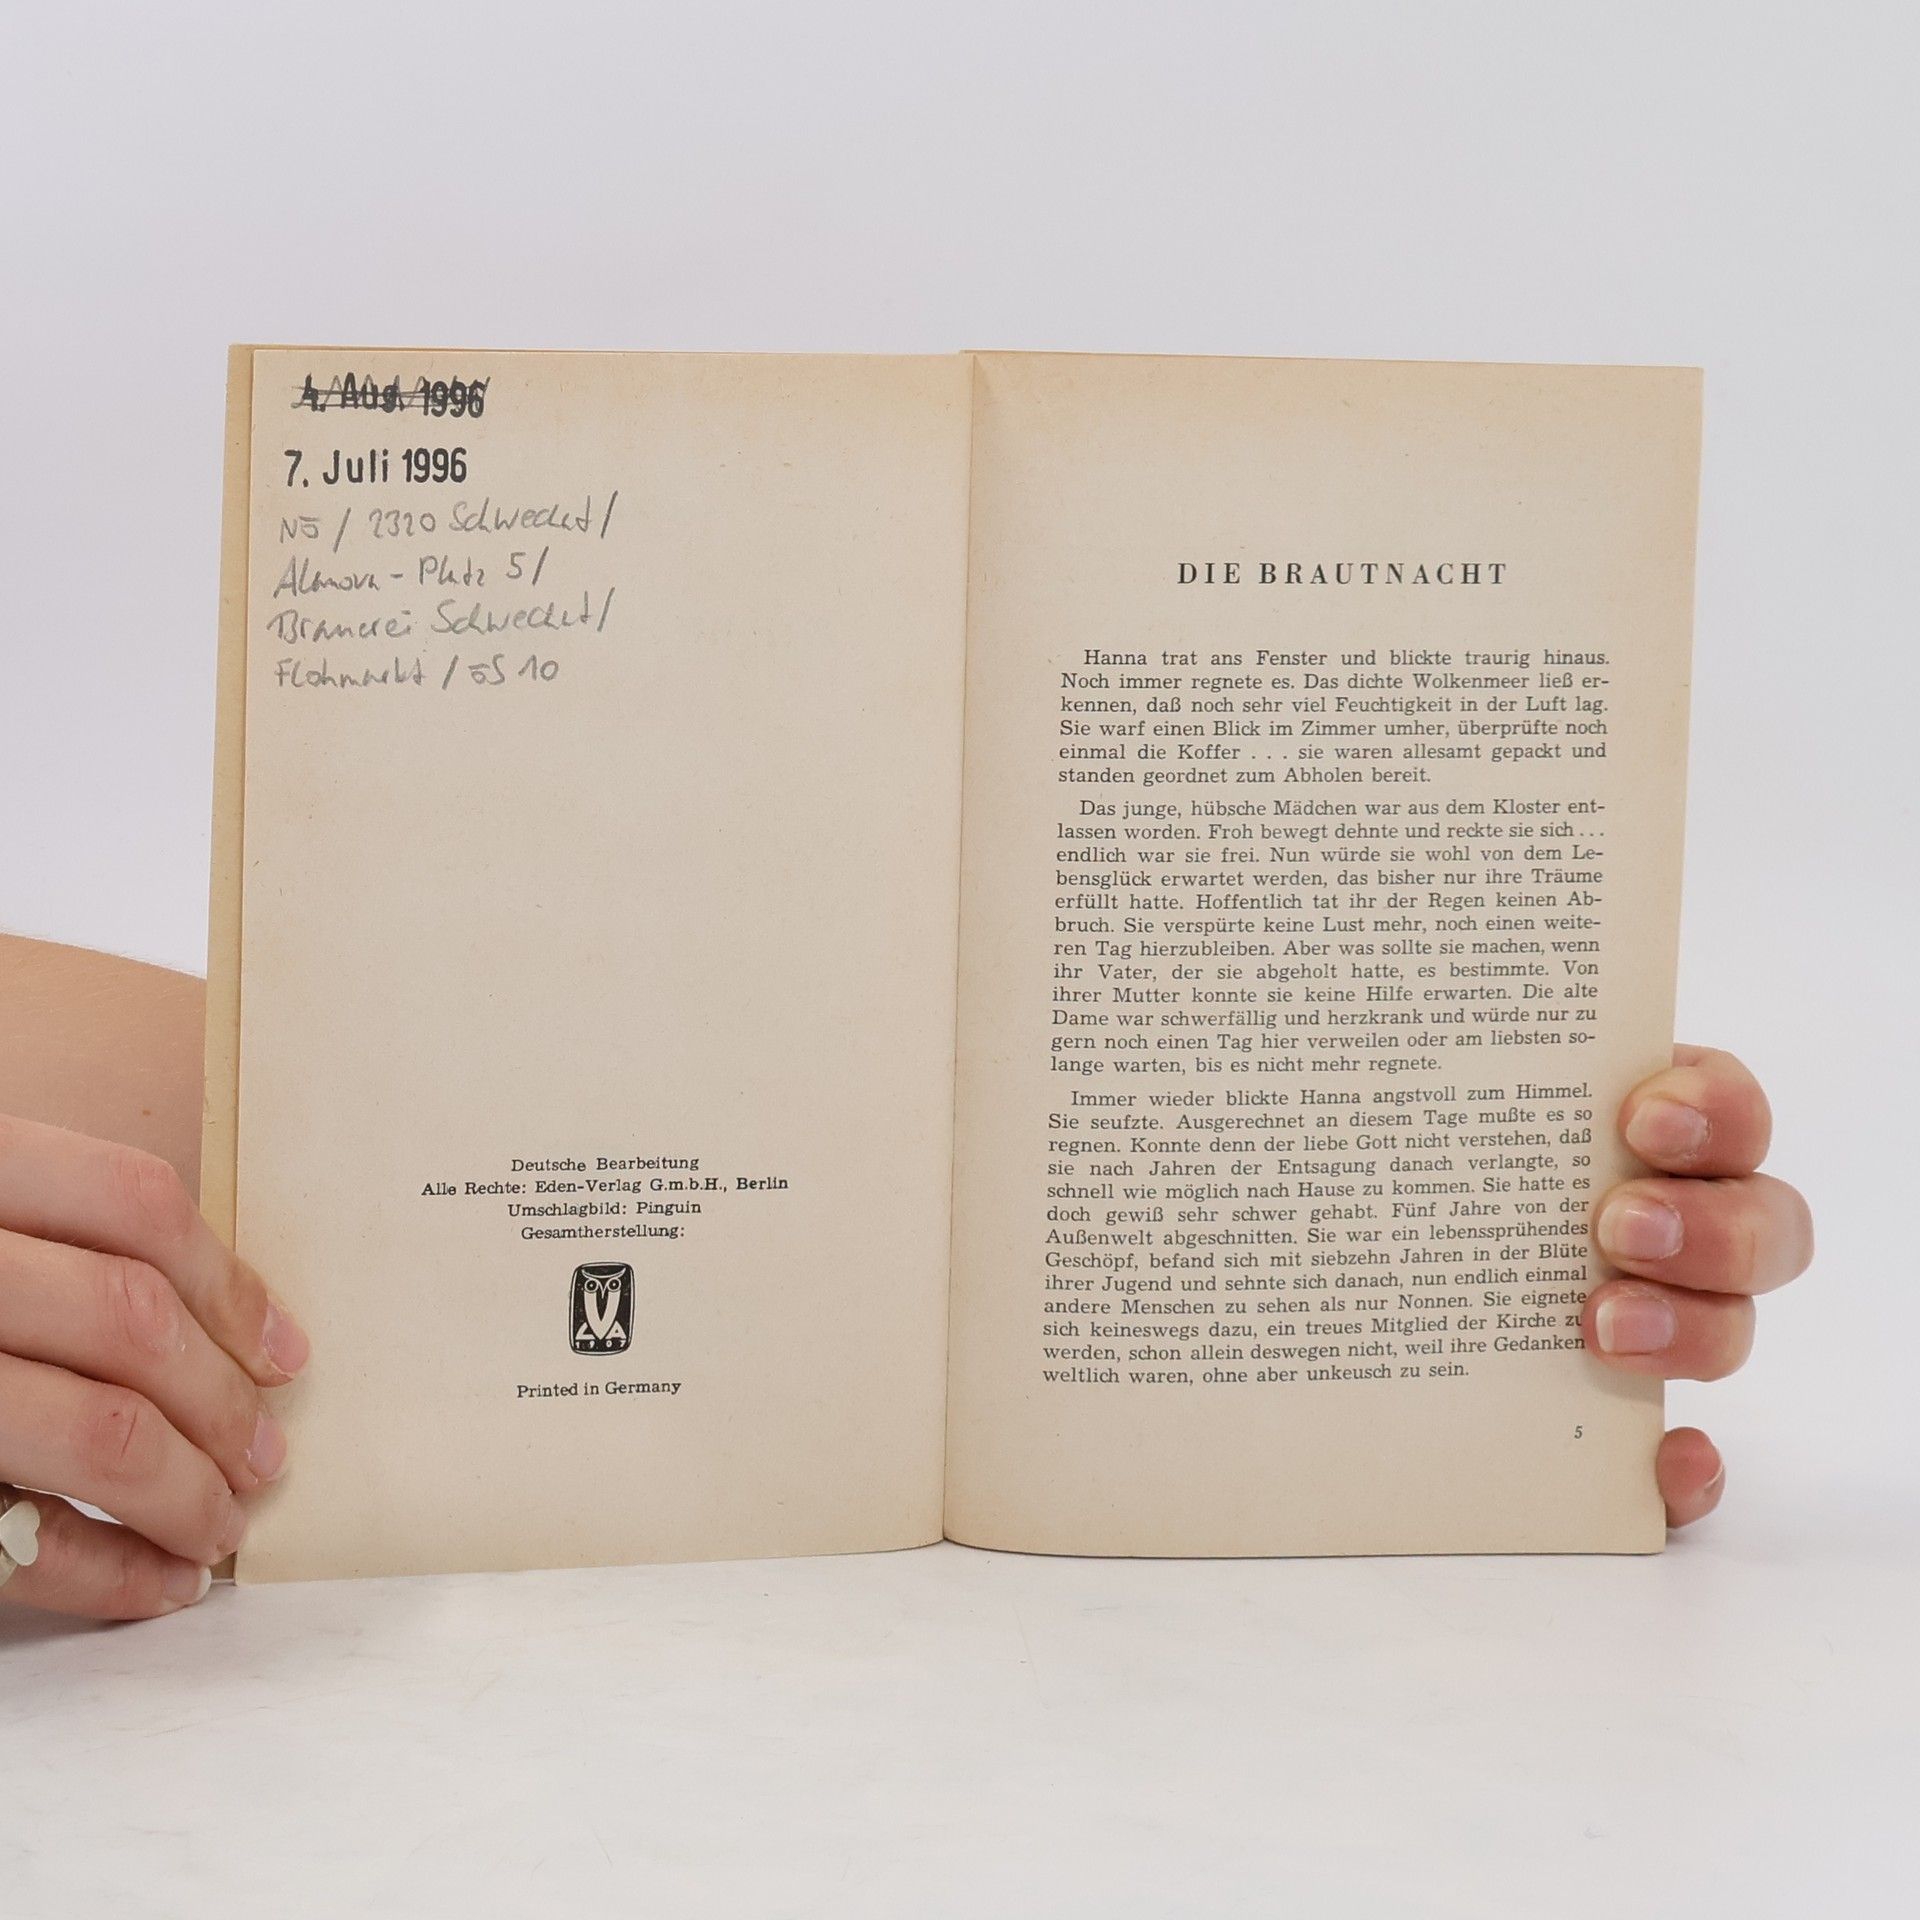 4. Aug. 1996
7. Juli 1996
NÖ / 2320 Schwechat /
Alanova - Platz 5 /
Brauerei Schwechat /
Flohmarkt / öS 10
Deutsche Bearbeitung
Alle Rechte: Eden-Verlag G.m.b.H., Berlin
Umschlagbild: Pinguin
Gesamtherstellung:
LVA
1907
Printed in Germany
DIE BRAUTNACHT
Hanna trat ans Fenster und blickte traurig hinaus.
Noch immer regnete es. Das dichte Wolkenmeer ließ er-
kennen, daß noch sehr viel Feuchtigkeit in der Luft lag.
Sie warf einen Blick im Zimmer umher, überprüfte noch
einmal die Koffer . . . sie waren allesamt gepackt und
standen geordnet zum Abholen bereit.
Das junge, hübsche Mädchen war aus dem Kloster ent-
lassen worden. Froh bewegt dehnte und reckte sie sich . . .
endlich war sie frei. Nun würde sie wohl von dem Le-
bensglück erwartet werden, das bisher nur ihre Träume
erfüllt hatte. Hoffentlich tat ihr der Regen keinen Ab-
bruch. Sie verspürte keine Lust mehr, noch einen weite-
ren Tag hierzubleiben. Aber was sollte sie machen, wenn
ihr Vater, der sie abgeholt hatte, es bestimmte. Von
ihrer Mutter konnte sie keine Hilfe erwarten. Die alte
Dame war schwerfällig und herzkrank und würde nur zu
gern noch einen Tag hier verweilen oder am liebsten so-
lange warten, bis es nicht mehr regnete.
Immer wieder blickte Hanna angstvoll zum Himmel.
Sie seufzte. Ausgerechnet an diesem Tage mußte es so
regnen. Konnte denn der liebe Gott nicht verstehen, daß
sie nach Jahren der Entsagung danach verlangte, so
schnell wie möglich nach Hause zu kommen. Sie hatte es
doch gewiß sehr schwer gehabt. Fünf Jahre von der
Außenwelt abgeschnitten. Sie war ein lebenssprühendes
Geschöpf, befand sich mit siebzehn Jahren in der Blüte
ihrer Jugend und sehnte sich danach, nun endlich einmal
andere Menschen zu sehen als nur Nonnen. Sie eignete
sich keineswegs dazu, ein treues Mitglied der Kirche zu
werden, schon allein deswegen nicht, weil ihre Gedanken
weltlich waren, ohne aber unkeusch zu sein.
5